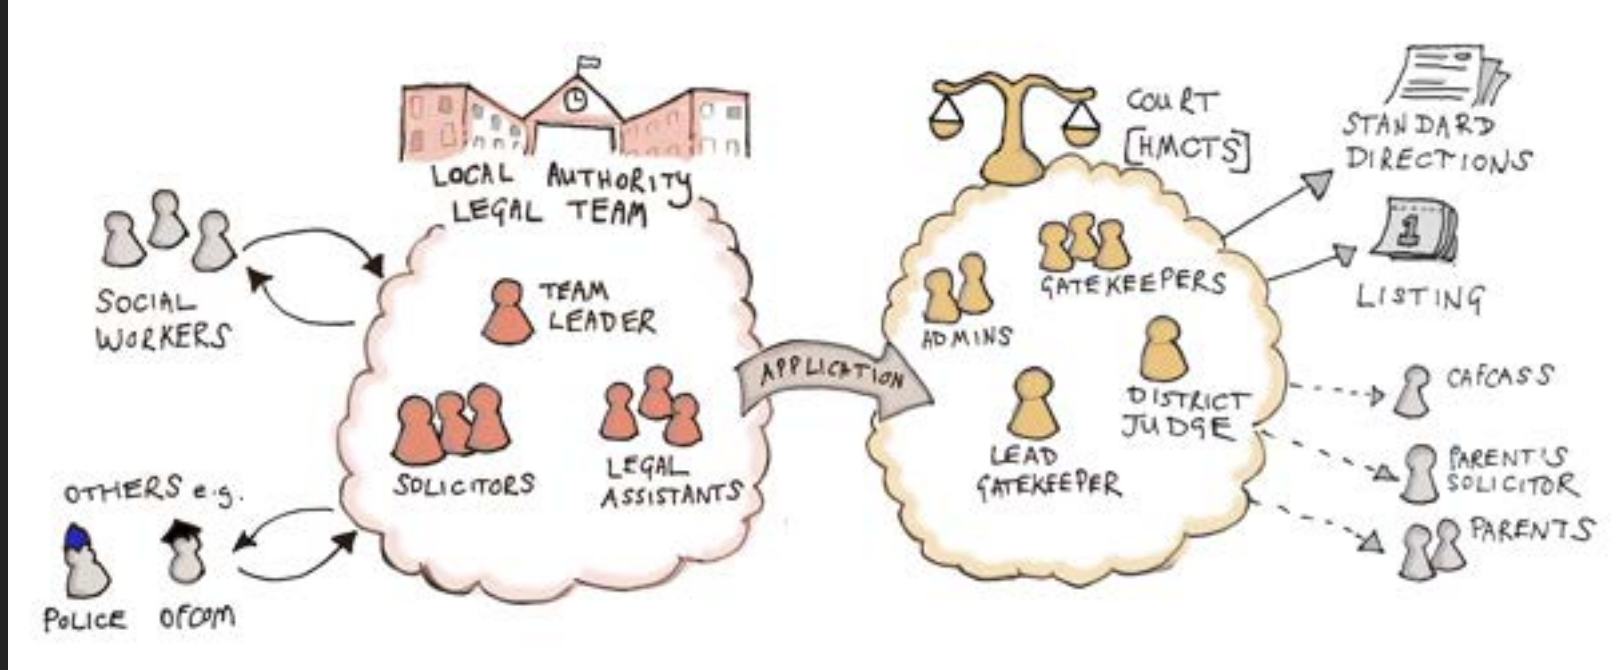 LOCAL AUTHORITY
LEGAL TEAM
SOCIAL
WORKERS
TEAM
LEADER
SOLICITORS
LEGAL
ASSISTANTS
OTHERS e.g.
POLICE
OFCOM
APPLICATION
COURT
[HMCTS]
GATEKEEPERS
ADMINS
DISTRICT
JUDGE
LEAD
GATEKEEPER
STANDARD
DIRECTIONS
1
LISTING
CAFCASS
PARENT'S
SOLICITOR
PARENTS